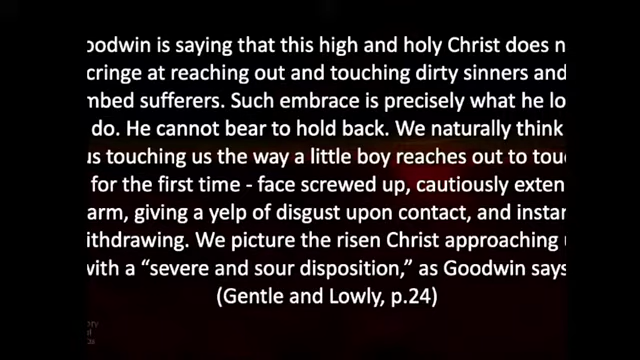 oodwin is saying that this high and holy Christ does n
cringe at reaching out and touching dirty sinners and
mbed sufferers. Such embrace is precisely what he lo
do. He cannot bear to hold back. We naturally think
us touching us the way a little boy reaches out to tou
for the first time - face screwed up, cautiously exten
arm, giving a yelp of disgust upon contact, and instan
ithdrawing. We picture the risen Christ approaching u
with a “severe and sour disposition,” as Goodwin says
(Gentle and Lowly, p.24)